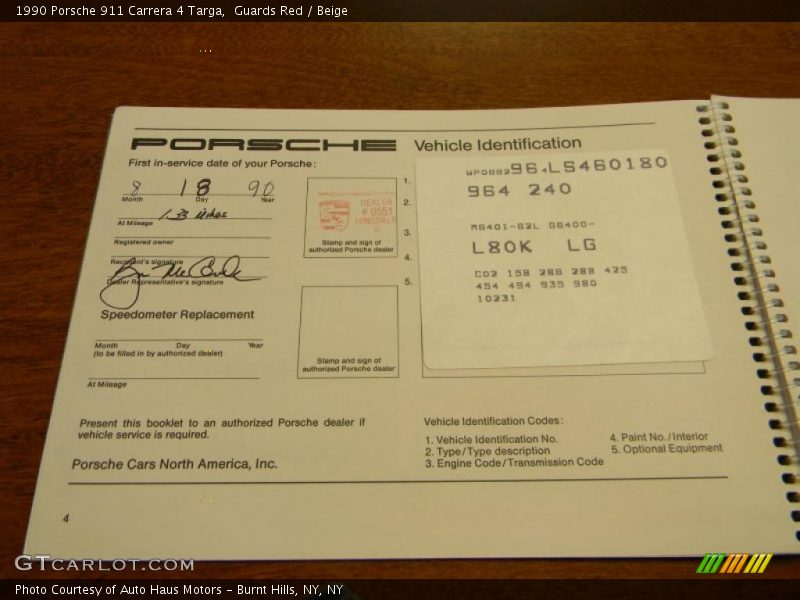 1990 Porsche 911 Carrera 4 Targa,  Guards Red / Beige
PORSCHE Vehicle Identification
First in-service date of your Porsche:
8 18 90
Month Day Year
133 miles
At Mileage
Registered owner
Recipient's signature
Dealer Representative's signature
DEALER
# 0551
HINSDALE
Stamp and sign of
authorized Porsche dealer
Speedometer Replacement
Month Day Year
(to be filled in by authorized dealer)
At Mileage
Stamp and sign of
authorized Porsche dealer
1.
2.
3.
4.
5.
964LS460180
964 240
M6401-62L G6400-
L80K LG
C02 158 286 288 425
454 494 935 980
10231
Present this booklet to an authorized Porsche dealer if
vehicle service is required.
Porsche Cars North America, Inc.
Vehicle Identification Codes:
1. Vehicle Identification No.
2. Type/Type description
3. Engine Code/Transmission Code
4. Paint No./Interior
5. Optional Equipment
4
GTCARLOT.COM
Photo Courtesy of Auto Haus Motors - Burnt Hills, NY, NY